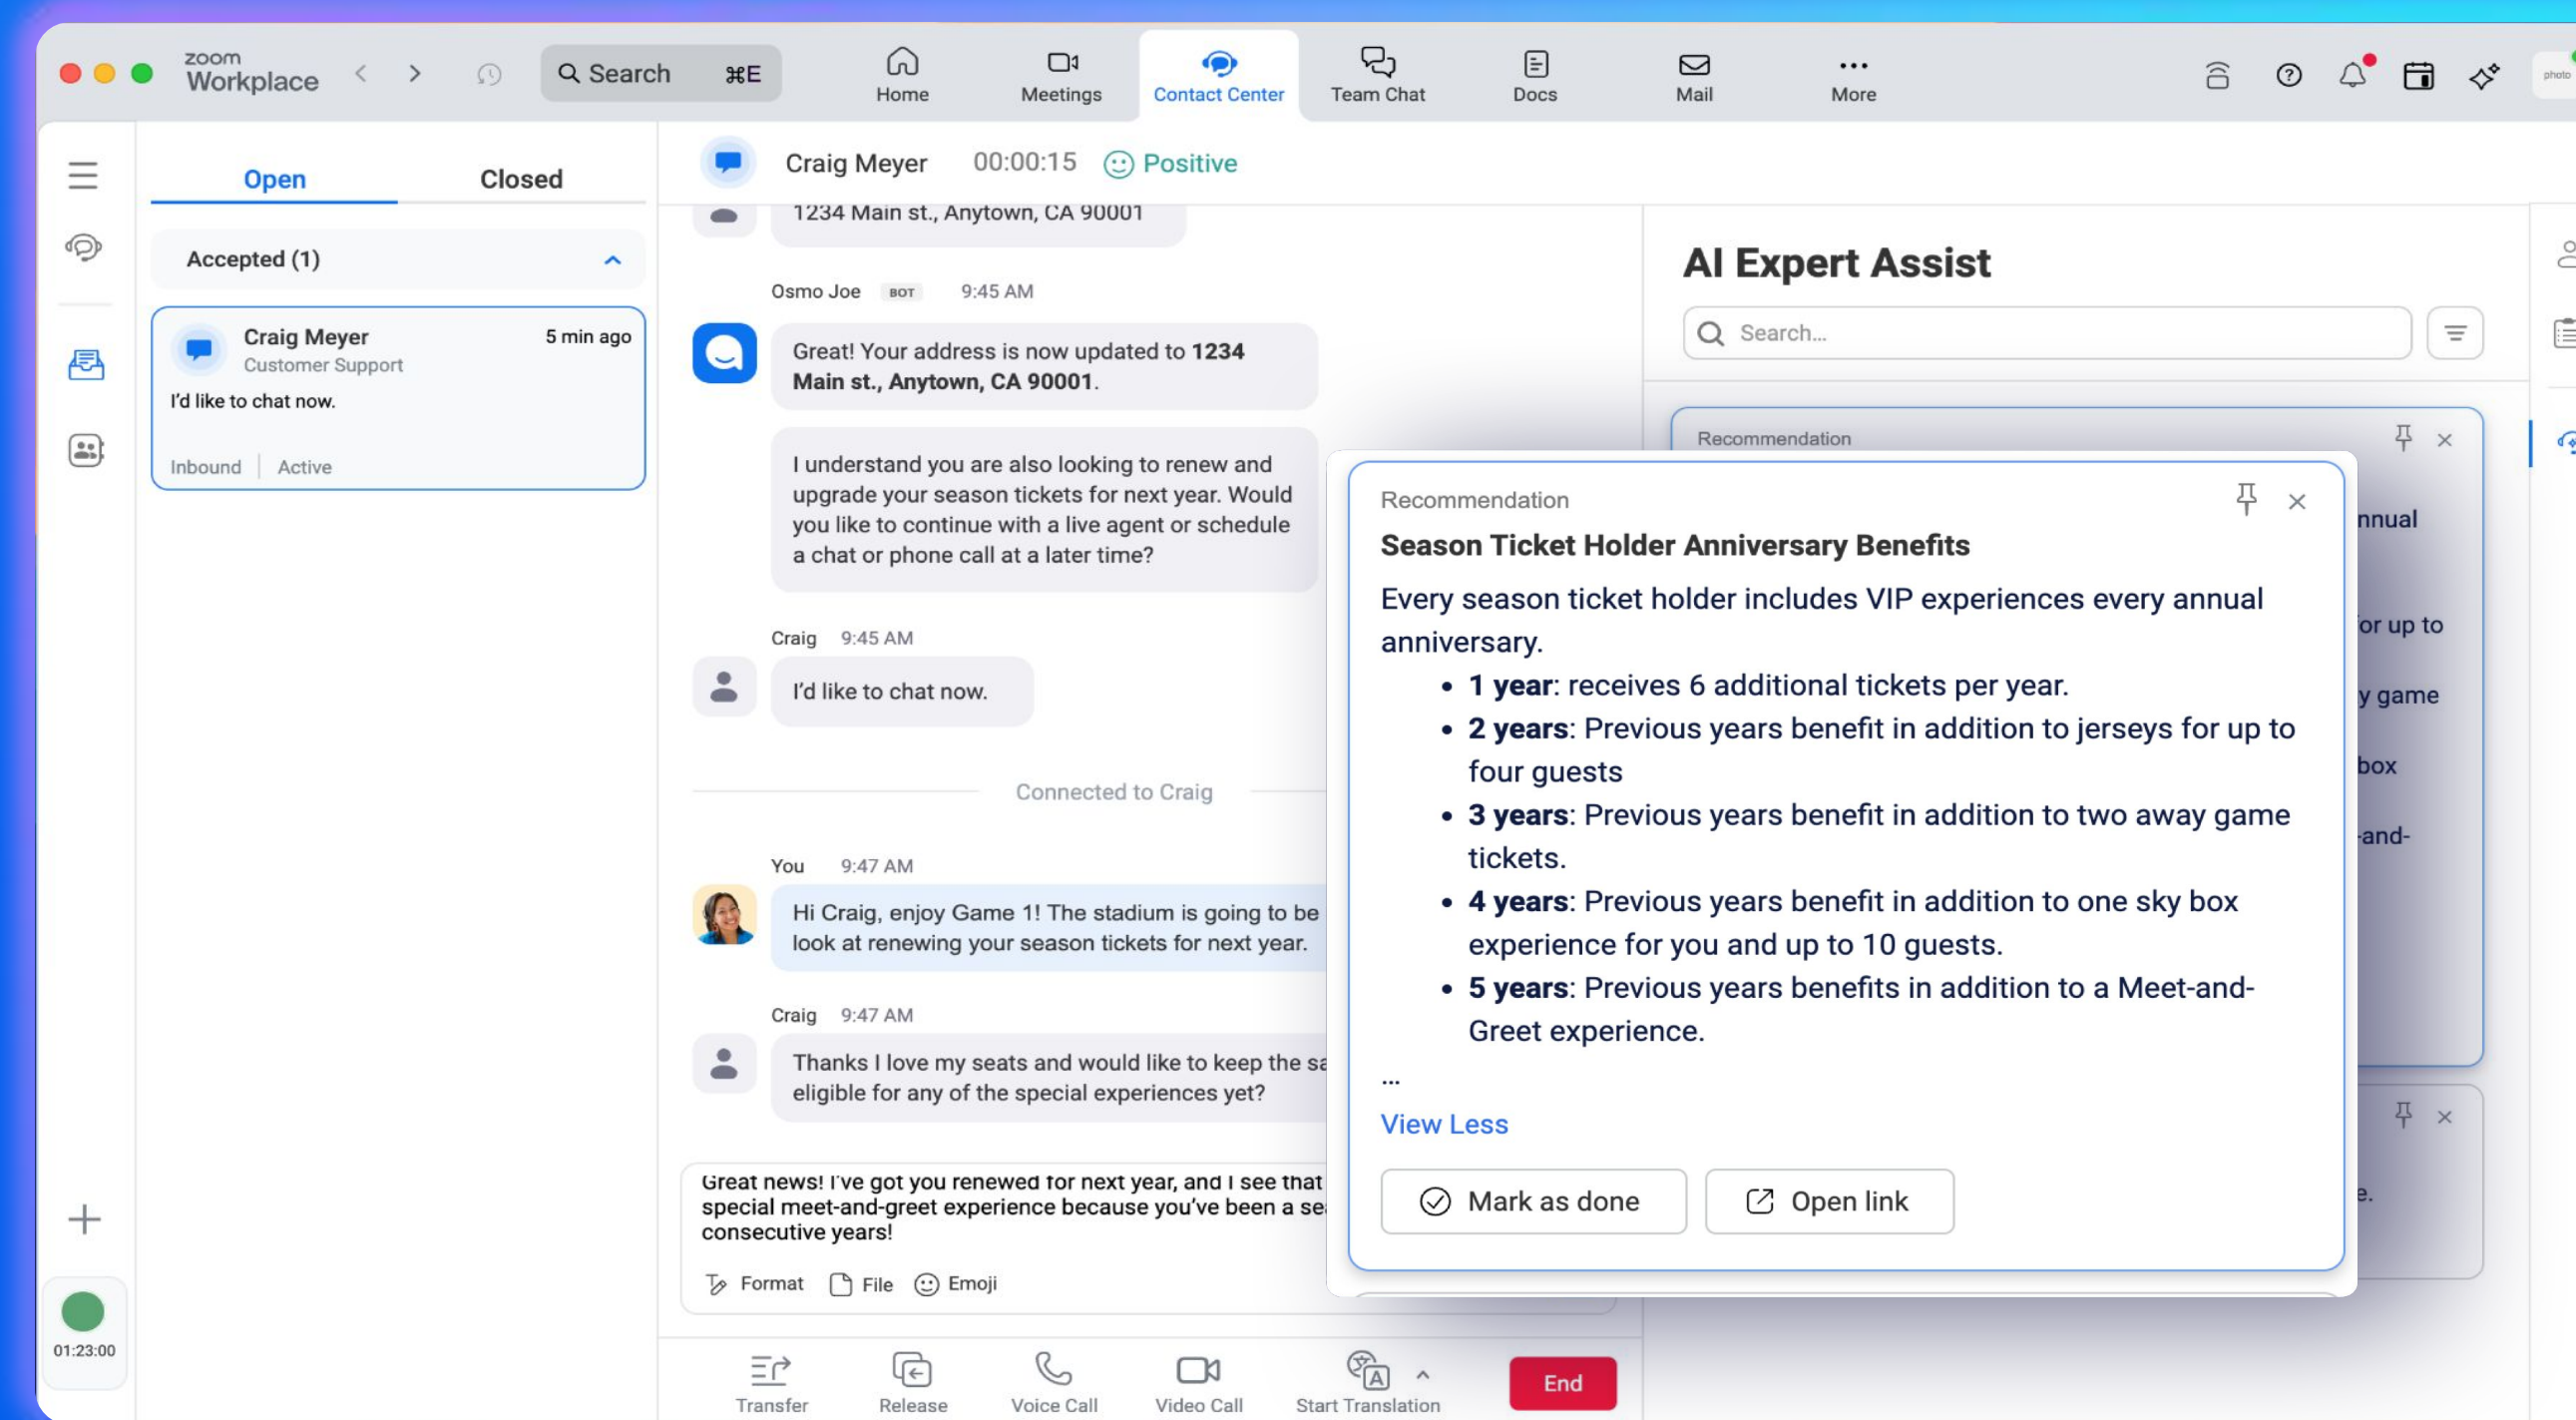 zoom
Workplace
Search ⌘E
Home
Meetings
Contact Center
Team Chat
Docs
Mail
More
photo
Open
Closed
Accepted (1)
Craig Meyer
5 min ago
Customer Support
I'd like to chat now.
Inbound
Active
01:23:00
Craig Meyer
00:00:15
Positive
1234 Main st., Anytown, CA 90001
Osmo Joe BOT 9:45 AM
Great! Your address is now updated to 1234
Main st., Anytown, CA 90001.
I understand you are also looking to renew and
upgrade your season tickets for next year. Would
you like to continue with a live agent or schedule
a chat or phone call at a later time?
Craig 9:45 AM
I'd like to chat now.
Connected to Craig
You 9:47 AM
Hi Craig, enjoy Game 1! The stadium is going to be
look at renewing your season tickets for next year.
Craig 9:47 AM
Thanks I love my seats and would like to keep the
eligible for any of the special experiences yet?
Great news! I've got you renewed for next year, and I see that
special meet-and-greet experience because you've been a
consecutive years!
Format
File
Emoji
Transfer
Release
Voice Call
Video Call
Start Translation
End
AI Expert Assist
Search...
Recommendation
Recommendation
Season Ticket Holder Anniversary Benefits
Every season ticket holder includes VIP experiences every annual
anniversary.
• 1 year: receives 6 additional tickets per year.
• 2 years: Previous years benefit in addition to jerseys for up to
four guests
• 3 years: Previous years benefit in addition to two away game
tickets.
• 4 years: Previous years benefit in addition to one sky box
experience for you and up to 10 guests.
• 5 years: Previous years benefits in addition to a Meet-and-
Greet experience.
...
View Less
Mark as done
Open link
up to
game
box
-and-